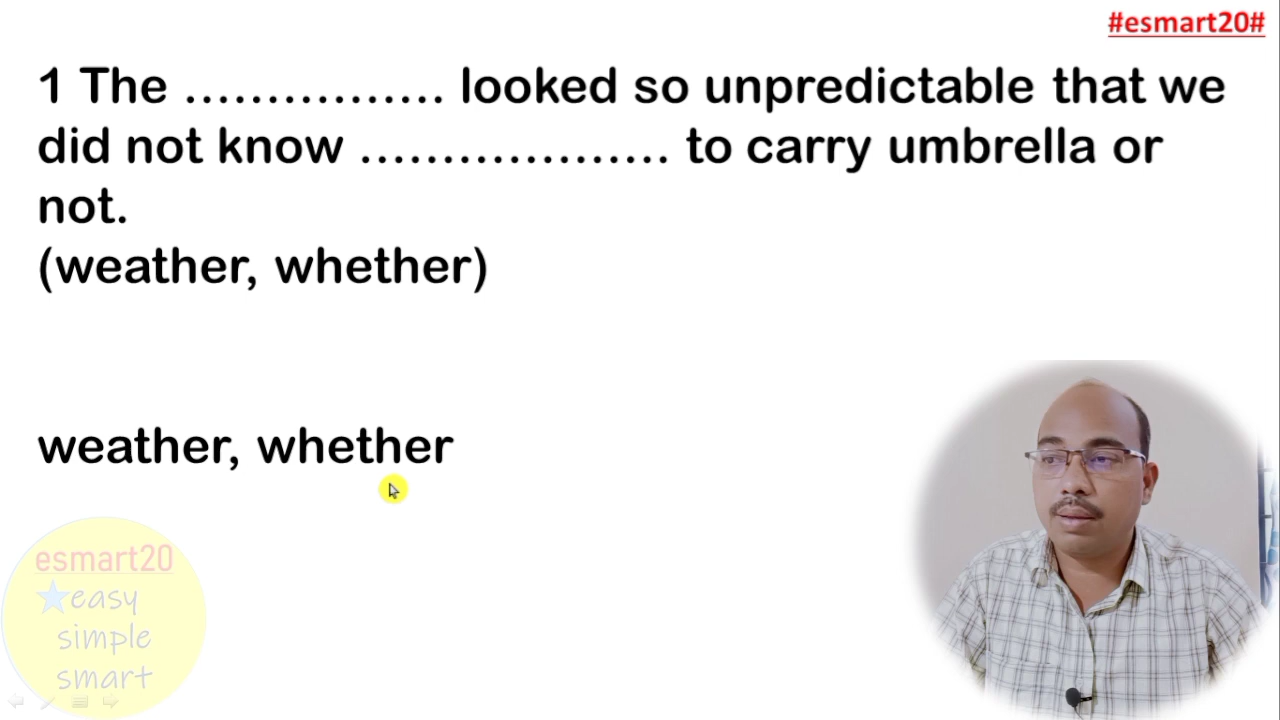 #esmart20#
1 The ................ looked so unpredictable that we
did not know ................... to carry umbrella or
not.
(weather, whether)
weather, whether
esmart20
easy
simple
smart